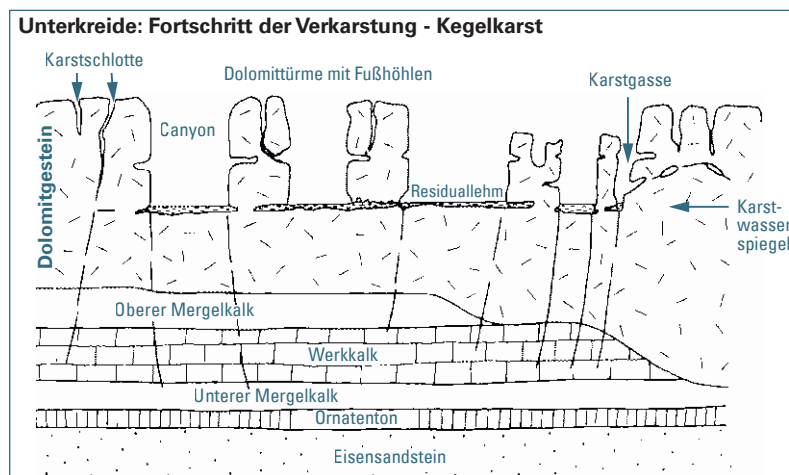 Unterkreide: Fortschritt der Verkarstung - Kegelkarst
Karstschlotte
Dolomittürme mit Fußhöhlen
Karstgasse
Canyon
Dolomitgestein
Residuallehm
Karst-
wasser
spiegel
Oberer Mergelkalk
Werkkalk
Unterer Mergelkalk
Ornatenton
Eisensandstein